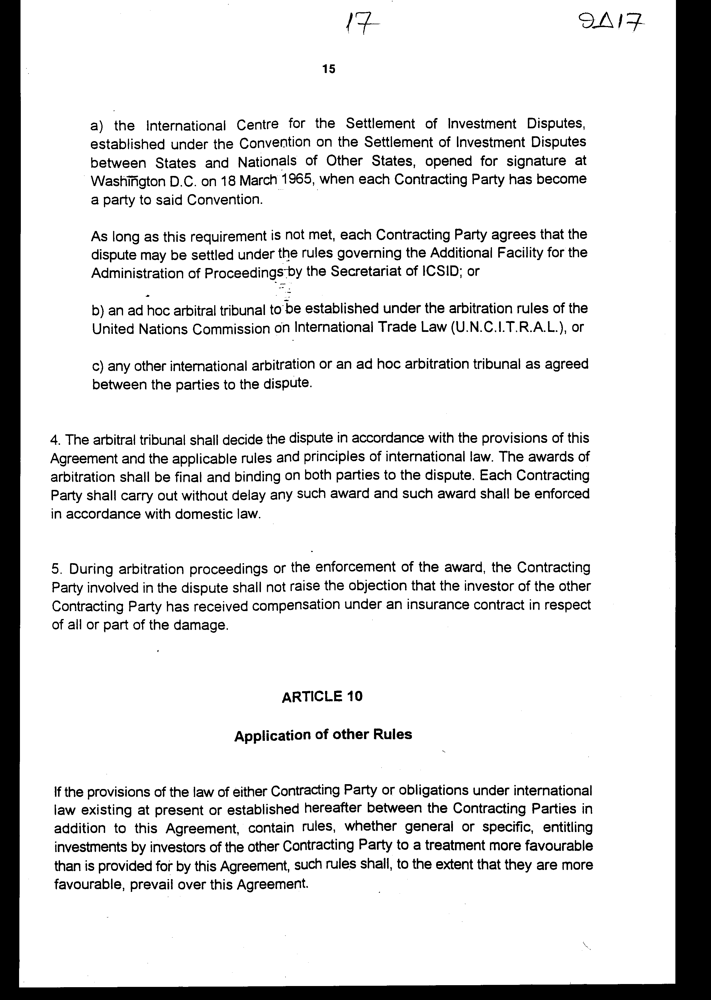 17
9Δ17
15
a) the International Centre for the Settlement of Investment Disputes,
established under the Convention on the Settlement of Investment Disputes
between States and Nationals of Other States, opened for signature at
Washington D.C. on 18 March 1965, when each Contracting Party has become
a party to said Convention.
As long as this requirement is not met, each Contracting Party agrees that the
dispute may be settled under the rules governing the Additional Facility for the
Administration of Proceedings by the Secretariat of ICSID; or
b) an ad hoc arbitral tribunal to be established under the arbitration rules of the
United Nations Commission on International Trade Law (U.N.C.I.T.R.A.L.), or
c) any other international arbitration or an ad hoc arbitration tribunal as agreed
between the parties to the dispute.
4. The arbitral tribunal shall decide the dispute in accordance with the provisions of this
Agreement and the applicable rules and principles of international law. The awards of
arbitration shall be final and binding on both parties to the dispute. Each Contracting
Party shall carry out without delay any such award and such award shall be enforced
in accordance with domestic law.
5. During arbitration proceedings or the enforcement of the award, the Contracting
Party involved in the dispute shall not raise the objection that the investor of the other
Contracting Party has received compensation under an insurance contract in respect
of all or part of the damage.
ARTICLE 10
Application of other Rules
If the provisions of the law of either Contracting Party or obligations under international
law existing at present or established hereafter between the Contracting Parties in
addition to this Agreement, contain rules, whether general or specific, entitling
investments by investors of the other Contracting Party to a treatment more favourable
than is provided for by this Agreement, such rules shall, to the extent that they are more
favourable, prevail over this Agreement.